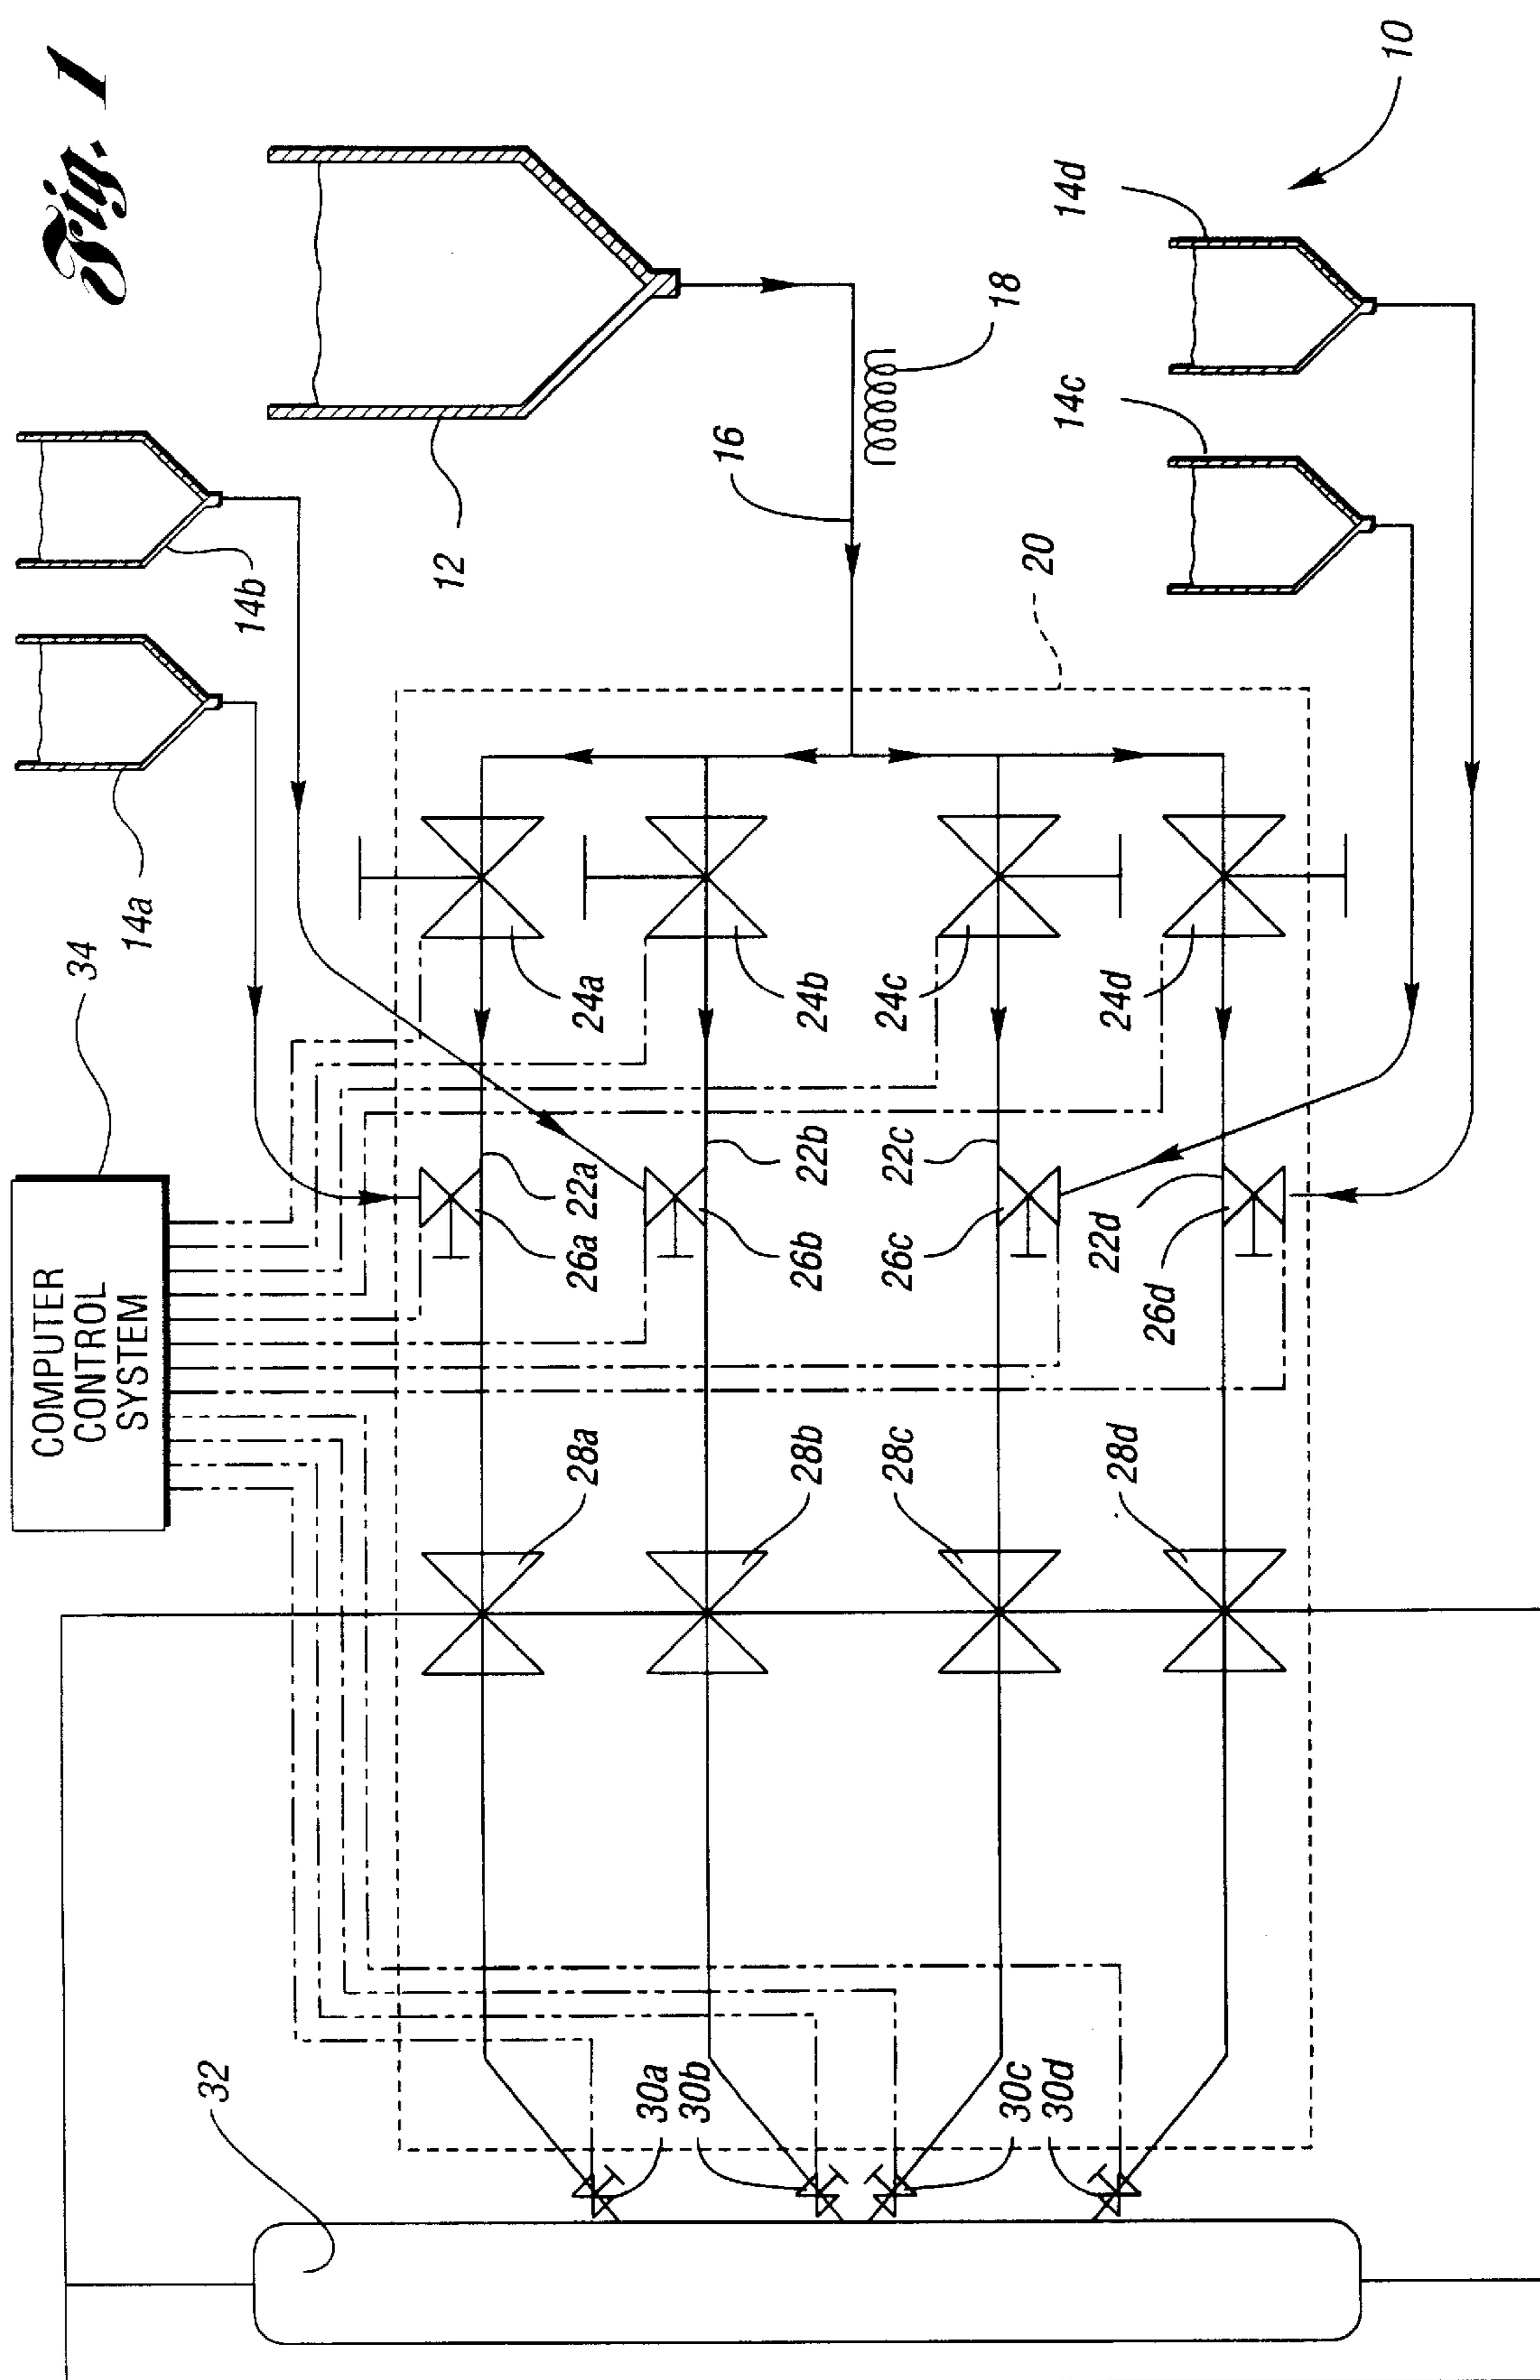 Fig. 1
10
12
14a
14b
14c
14d
16
18
20
34
COMPUTER
CONTROL
SYSTEM
24a
24b
24c
24d
22a
22b
22c
22d
26a
26b
26c
26d
28a
28b
28c
28d
30a
30b
30c
30d
32